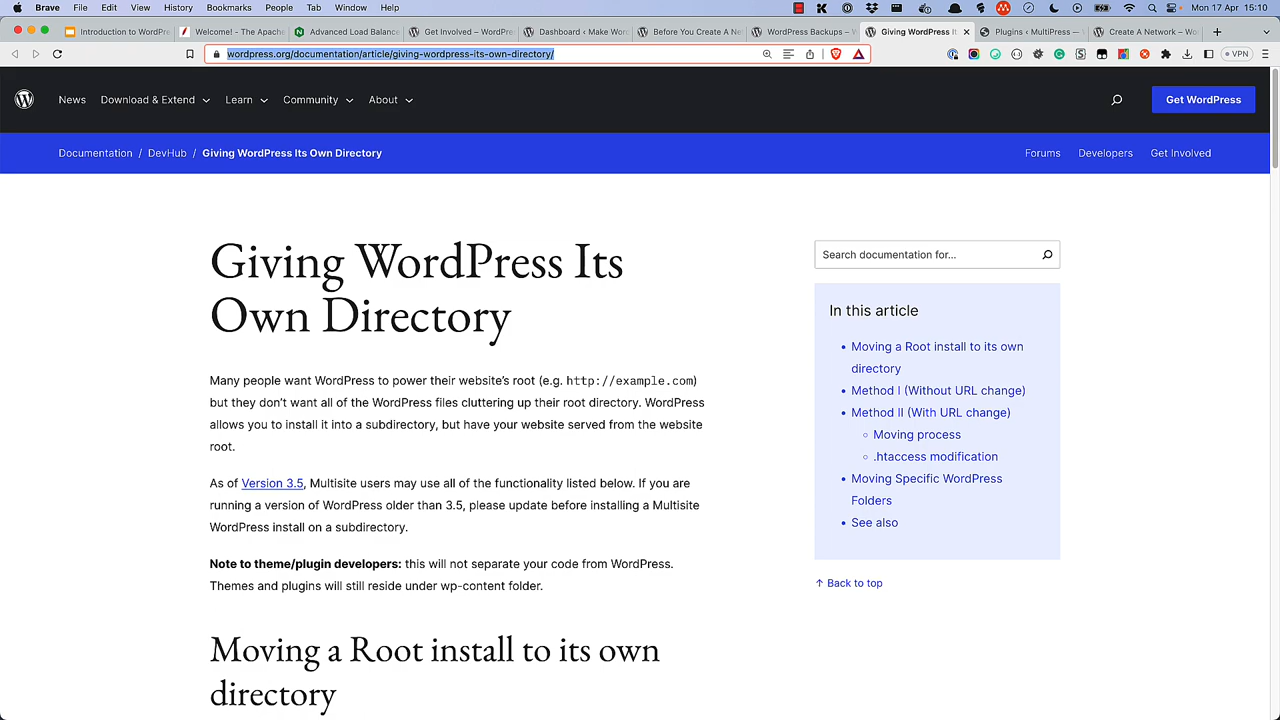 Brave File Edit View History Bookmarks People Tab Window Help Mon 17 Apr 15:10
Introduction to WordPre Welcome! - The Apache Advanced Load Balance Get Involved – WordPre Dashboard ‹ Make Word Before You Create A Ne WordPress Backups – W Giving WordPress It Plugins ‹ MultiPress — Create A Network – Wo
wordpress.org/documentation/article/giving-wordpress-its-own-directory/ VPN
News Download & Extend Learn Community About Get WordPress
Documentation / DevHub / Giving WordPress Its Own Directory Forums Developers Get Involved
Giving WordPress Its
Own Directory
Many people want WordPress to power their website's root (e.g. http://example.com)
but they don't want all of the WordPress files cluttering up their root directory. WordPress
allows you to install it into a subdirectory, but have your website served from the website
root.
As of Version 3.5, Multisite users may use all of the functionality listed below. If you are
running a version of WordPress older than 3.5, please update before installing a Multisite
WordPress install on a subdirectory.
Note to theme/plugin developers: this will not separate your code from WordPress.
Themes and plugins will still reside under wp-content folder.
Moving a Root install to its own
directory
Search documentation for...
In this article
• Moving a Root install to its own
directory
• Method I (Without URL change)
• Method II (With URL change)
◦ Moving process
◦ .htaccess modification
• Moving Specific WordPress
Folders
• See also
↑ Back to top